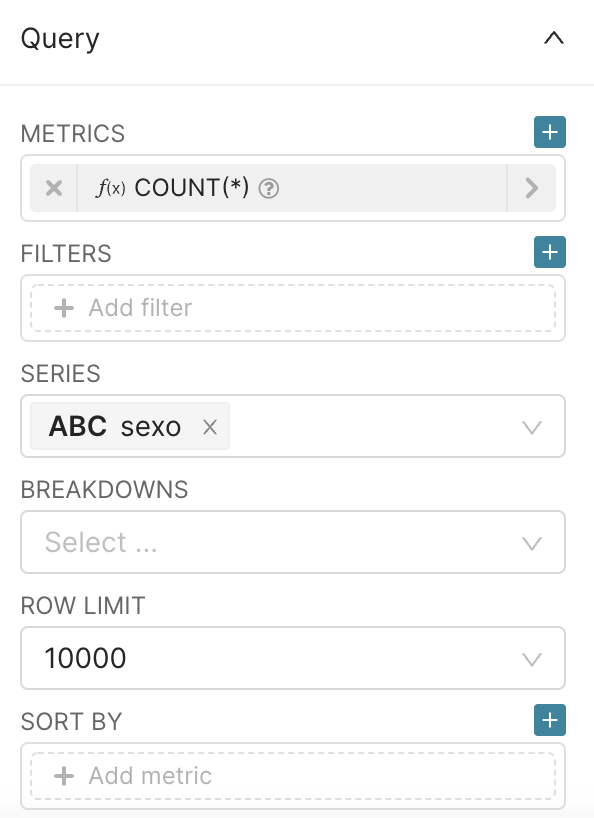 Query
METRICS
f(x) COUNT(*)
FILTERS
Add filter
SERIES
ABC sexo
BREAKDOWNS
Select ...
ROW LIMIT
10000
SORT BY
Add metric